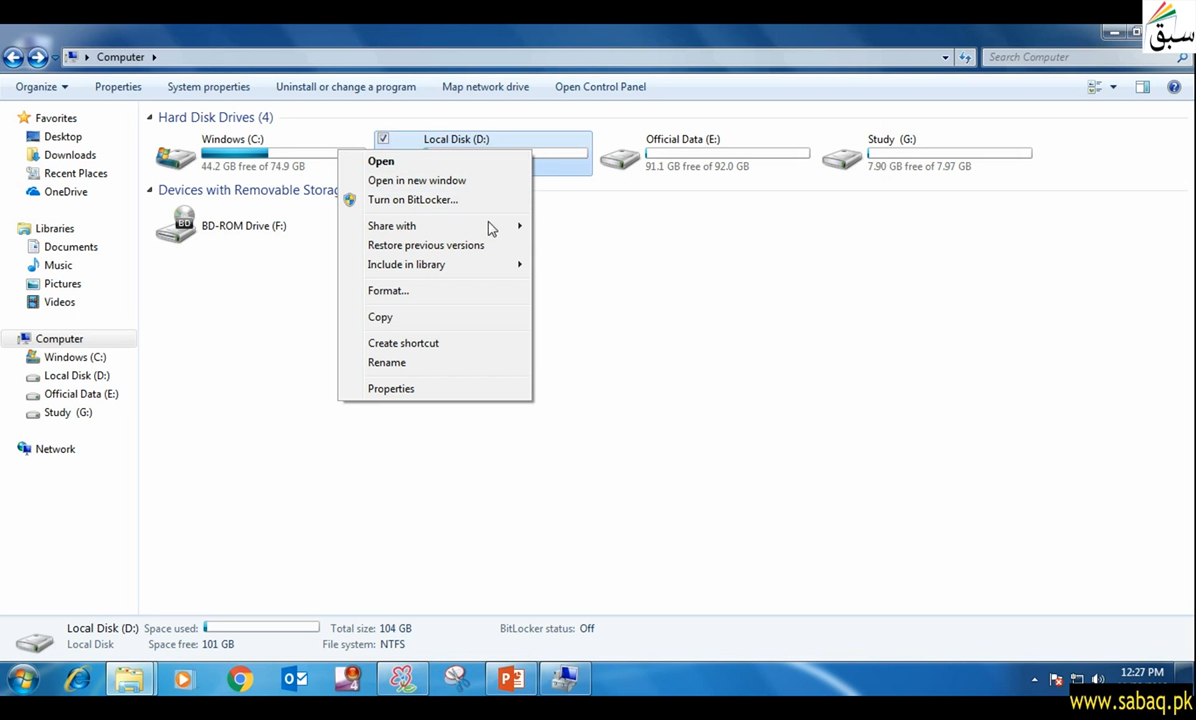 سبق
Computer
Search Computer
Organize
Properties
System properties
Uninstall or change a program
Map network drive
Open Control Panel
Favorites
Desktop
Downloads
Recent Places
OneDrive
Libraries
Documents
Music
Pictures
Videos
Computer
Windows (C:)
Local Disk (D:)
Official Data (E:)
Study (G:)
Network
Hard Disk Drives (4)
Windows (C:)
44.2 GB free of 74.9 GB
Local Disk (D:)
Official Data (E:)
91.1 GB free of 92.0 GB
Study (G:)
7.90 GB free of 7.97 GB
Devices with Removable Storag
BD
BD-ROM Drive (F:)
Open
Open in new window
Turn on BitLocker...
Share with
Restore previous versions
Include in library
Format...
Copy
Create shortcut
Rename
Properties
Local Disk (D:) Space used: Total size: 104 GB BitLocker status: Off
Local Disk Space free: 101 GB File system: NTFS
12:27 PM
www.sabaq.pk